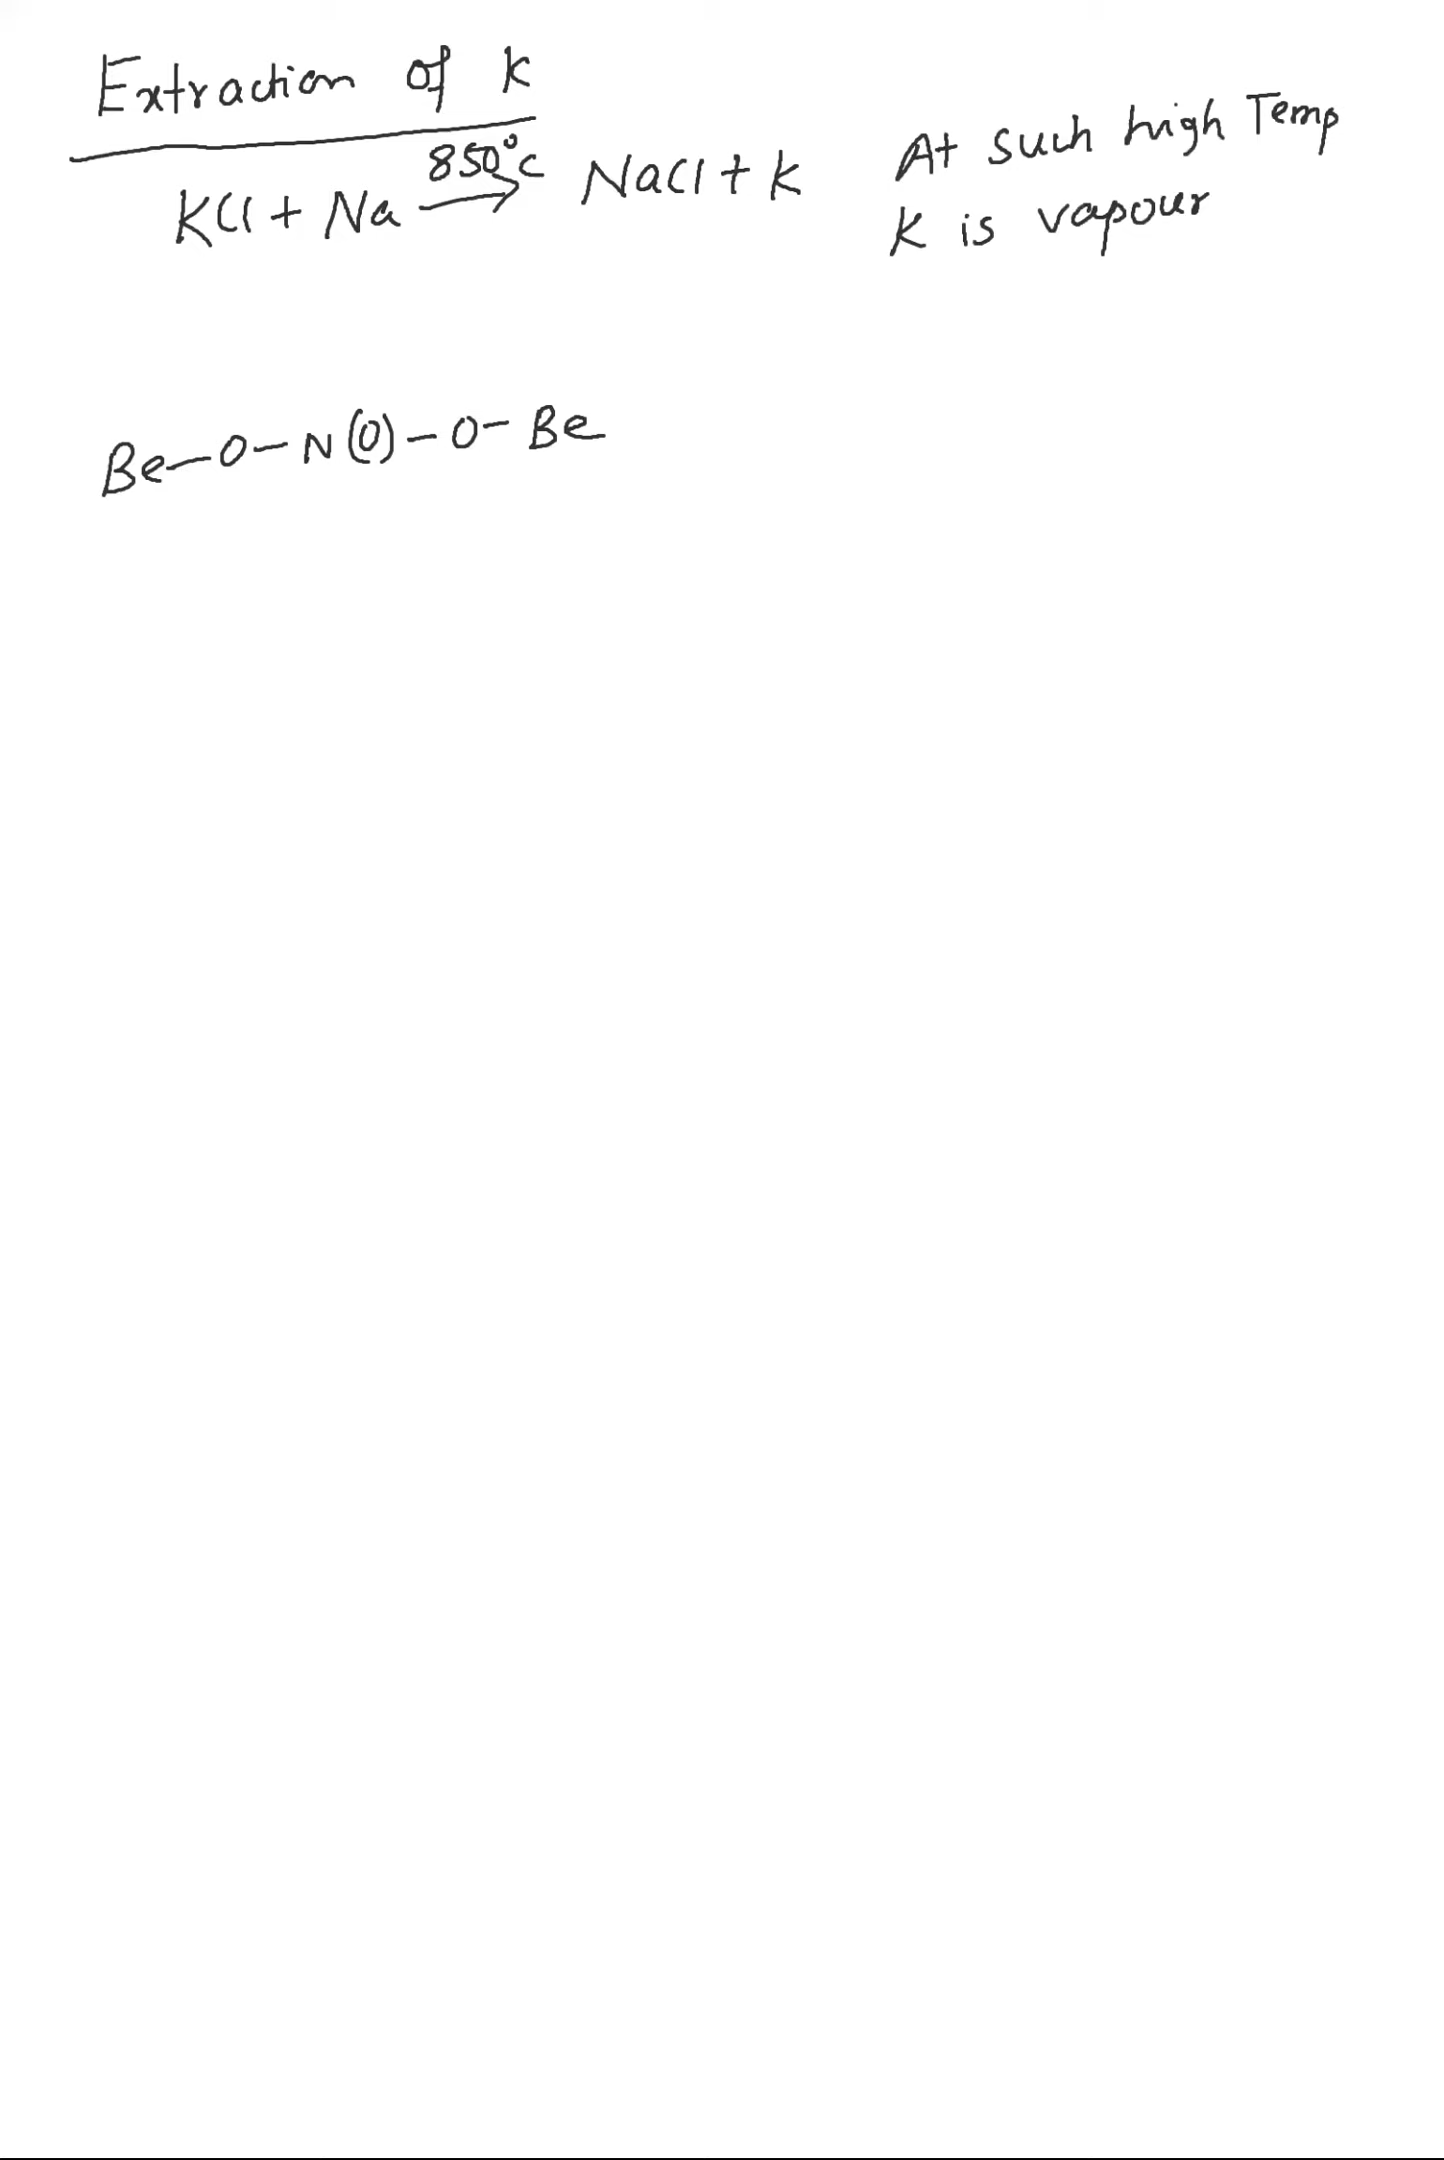 Extraction of K
KCl + Na 850°C → NaCl + K
At such high Temp
K is vapour
Be-O-N(O)-O-Be